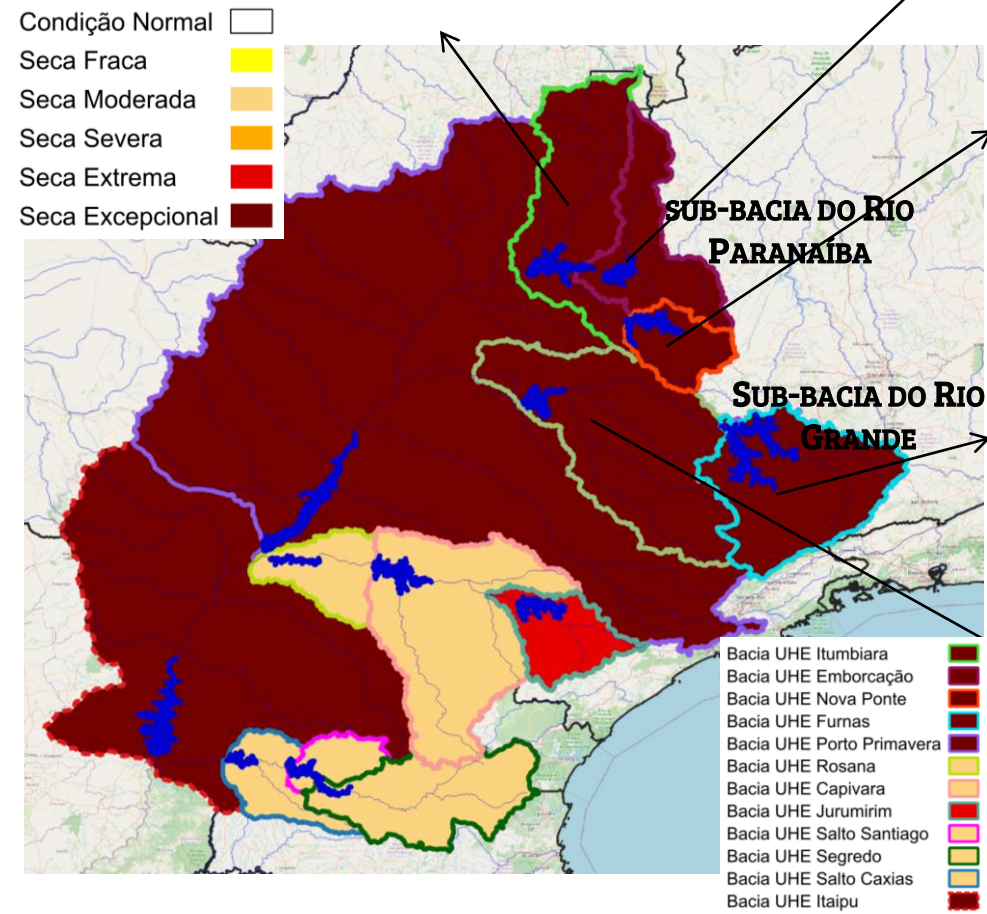 Condição Normal
Seca Fraca
Seca Moderada
Seca Severa
Seca Extrema
Seca Excepcional
SUB-BACIA DO RIO
PARANAÍBA
SUB-BACIA DO RIO
GRANDE
Bacia UHE Itumbiara
Bacia UHE Emborcação
Bacia UHE Nova Ponte
Bacia UHE Furnas
Bacia UHE Porto Primavera
Bacia UHE Rosana
Bacia UHE Capivara
Bacia UHE Jurumirim
Bacia UHE Salto Santiago
Bacia UHE Segredo
Bacia UHE Salto Caxias
Bacia UHE Itaipu